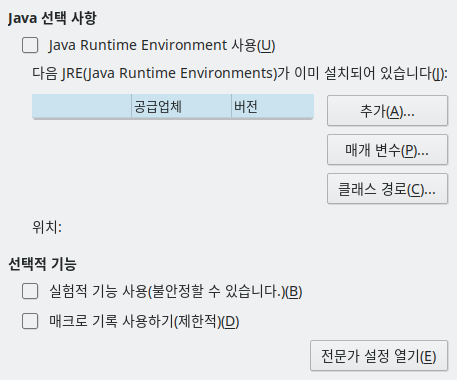 Java 선택 사항
Java Runtime Environment 사용(U)
다음 JRE(Java Runtime Environments)가 이미 설치되어 있습니다(J):
공급업체 버전
추가(A)...
매개 변수(P)...
클래스 경로(C)...
위치:
선택적 기능
실험적 기능 사용(불안정할 수 있습니다.)(B)
매크로 기록 사용하기(제한적)(D)
전문가 설정 열기(E)